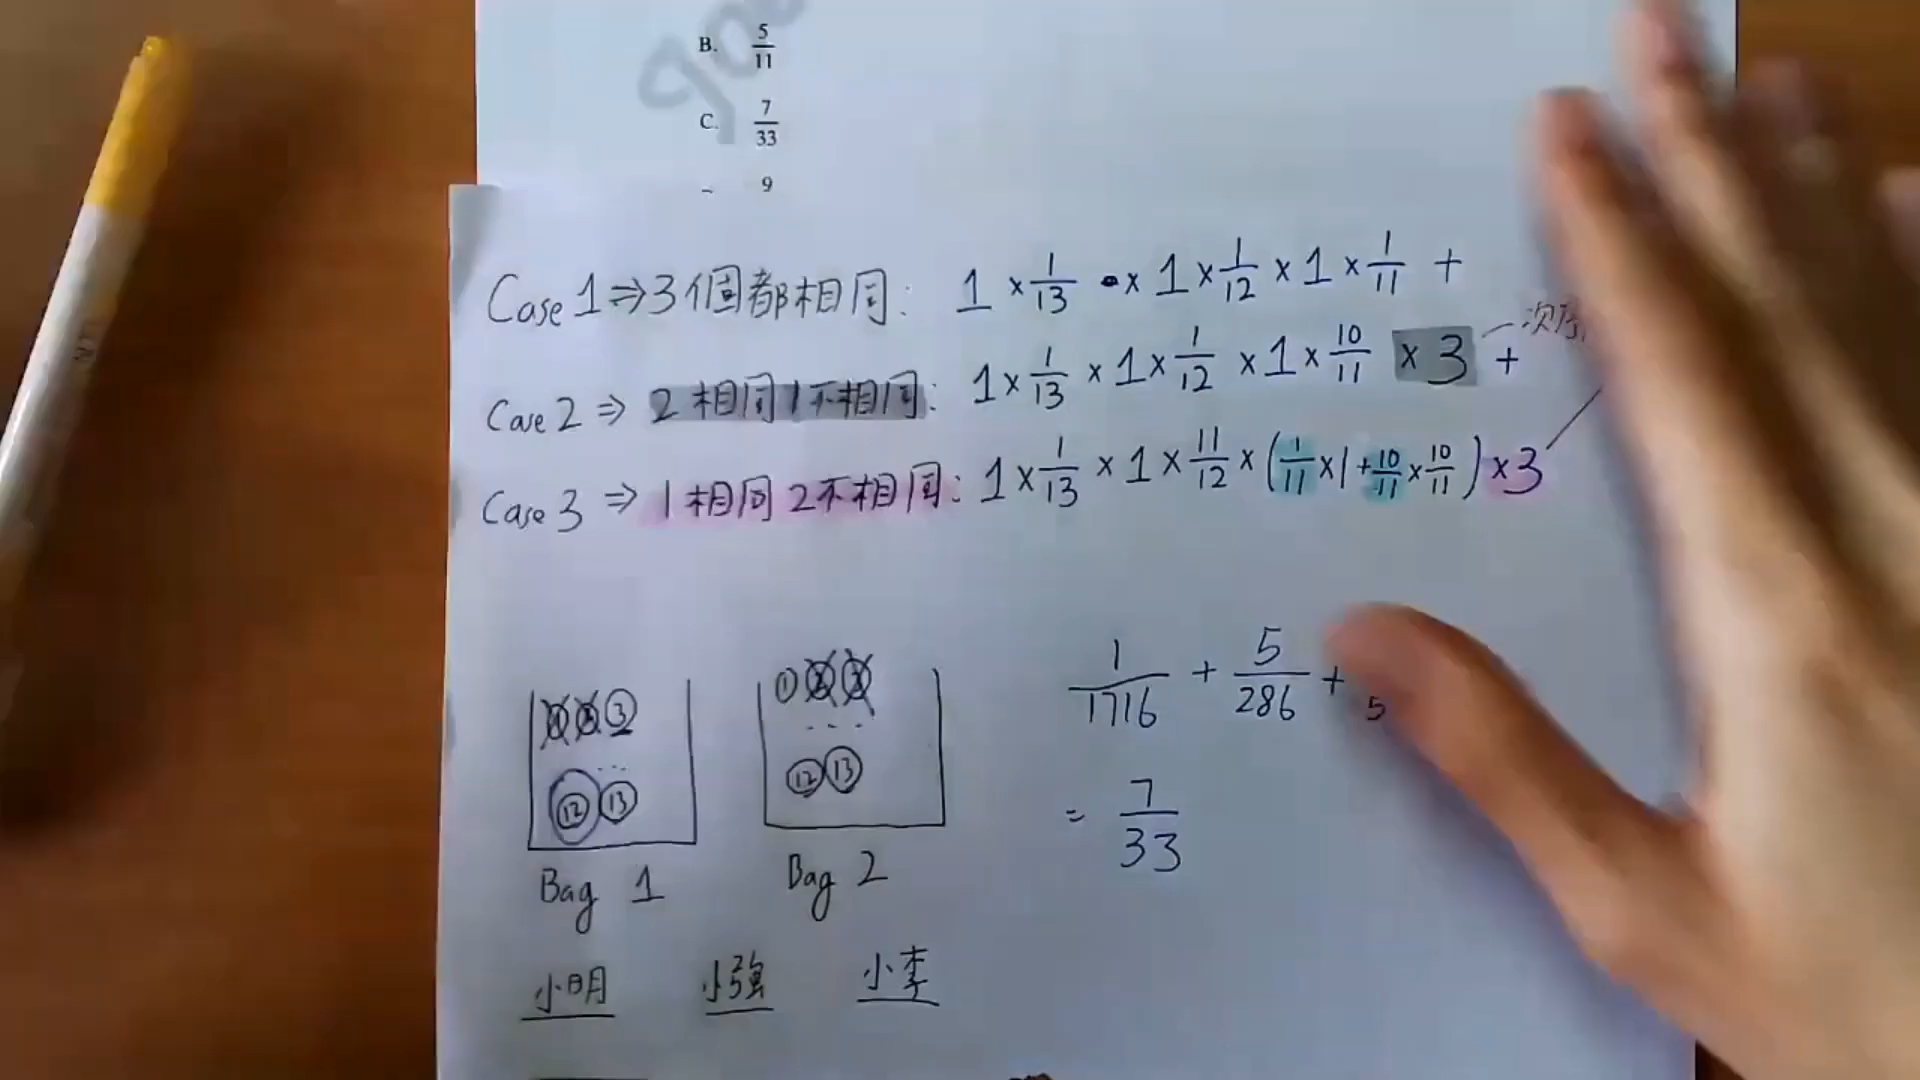 B. 5/11
C. 7/33
9
Case 1 ⇒ 3個都相同: 1 × 1/13 × 1 × 1/12 × 1 × 1/11 +
Case 2 ⇒ 2相同1不相同: 1 × 1/13 × 1 × 1/12 × 1 × 10/11 × 3 +
次序
Case 3 ⇒ 1相同2不相同: 1 × 1/13 × 1 × 11/12 × (1/11 × 1 + 10/11 × 10/11) × 3
1/1716 + 5/286 + 5
= 7/33
3
12 13
Bag 1
1
12 13
Bag 2
小明 小強 小李